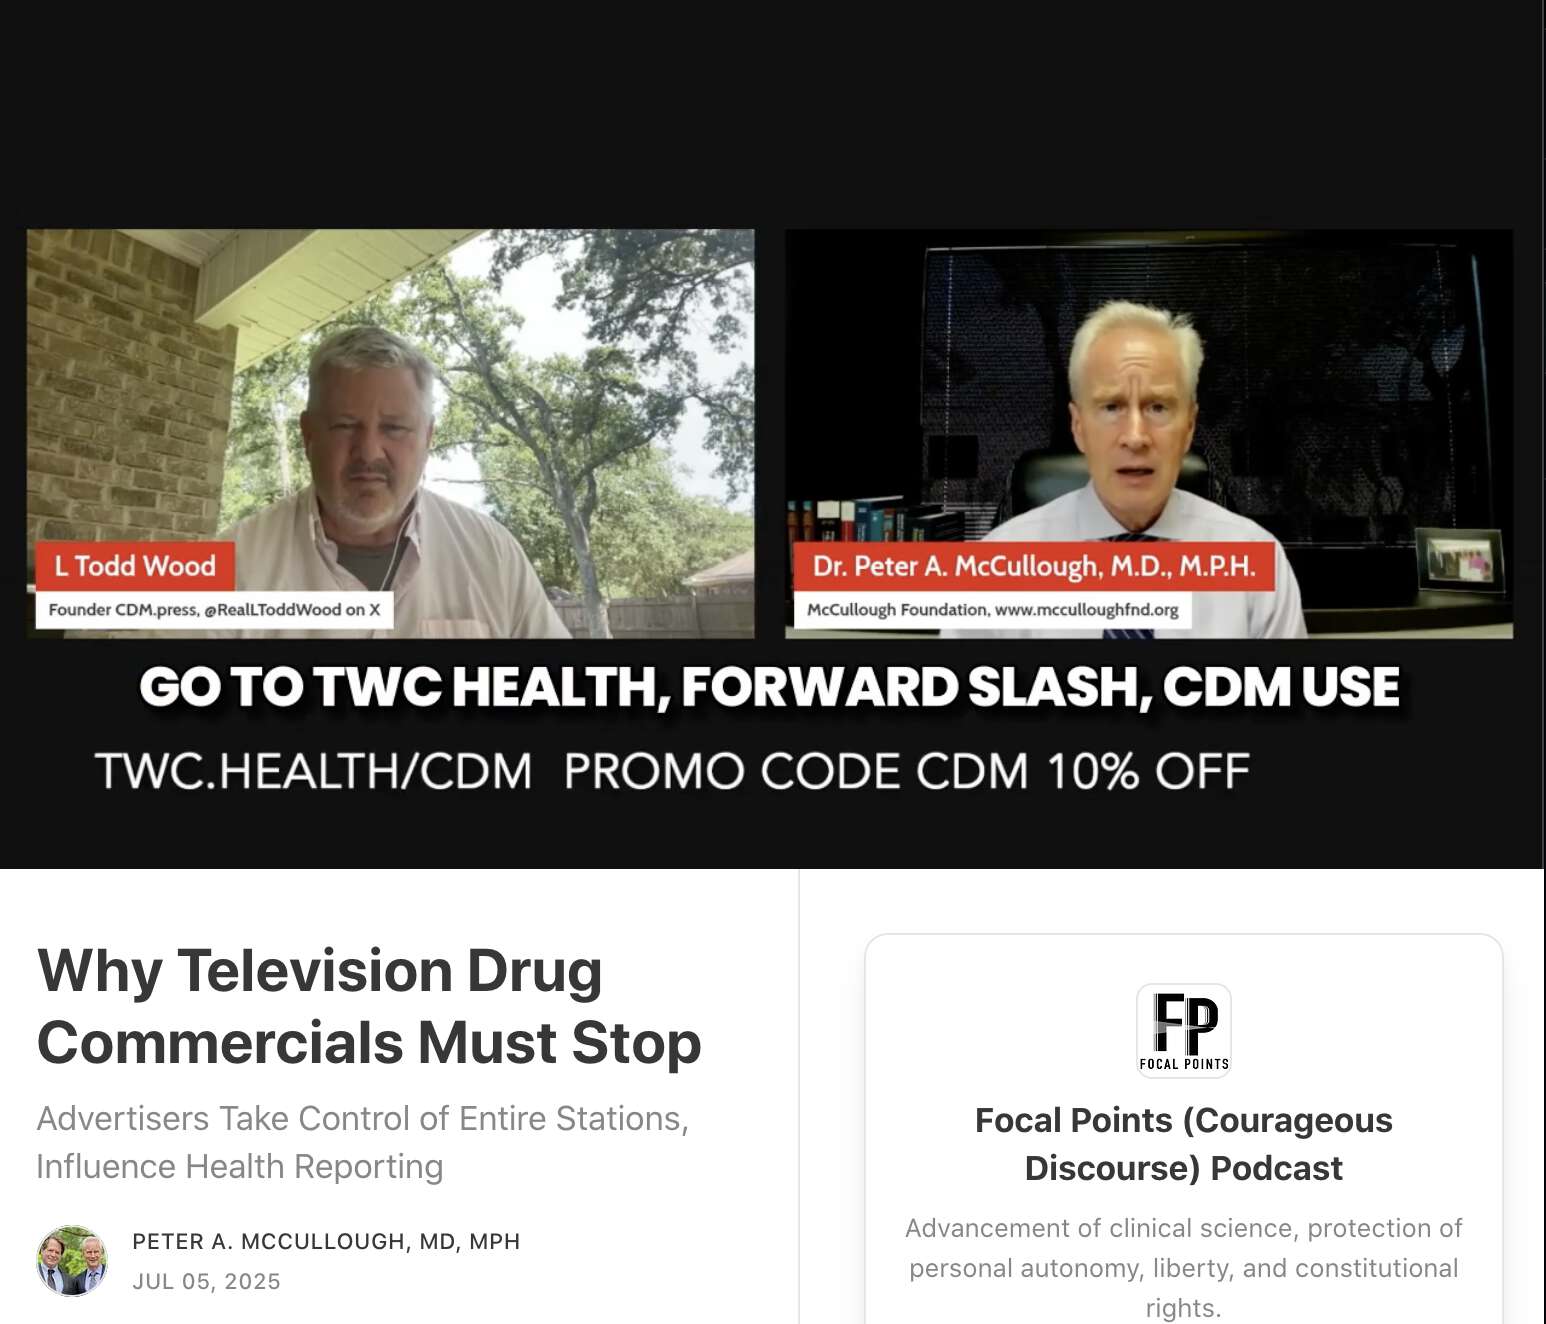 L Todd Wood
Founder CDM.press, @RealLToddWood on X
Dr. Peter A. McCullough, M.D., M.P.H.
McCullough Foundation, www.mcculloughfnd.org
GO TO TWC HEALTH, FORWARD SLASH, CDM USE
TWC.HEALTH/CDM PROMO CODE CDM 10% OFF
Why Television Drug
Commercials Must Stop
Advertisers Take Control of Entire Stations,
Influence Health Reporting
PETER A. MCCULLOUGH, MD, MPH
JUL 05, 2025
FP
FOCAL POINTS
Focal Points (Courageous
Discourse) Podcast
Advancement of clinical science, protection of
personal autonomy, liberty, and constitutional
rights.